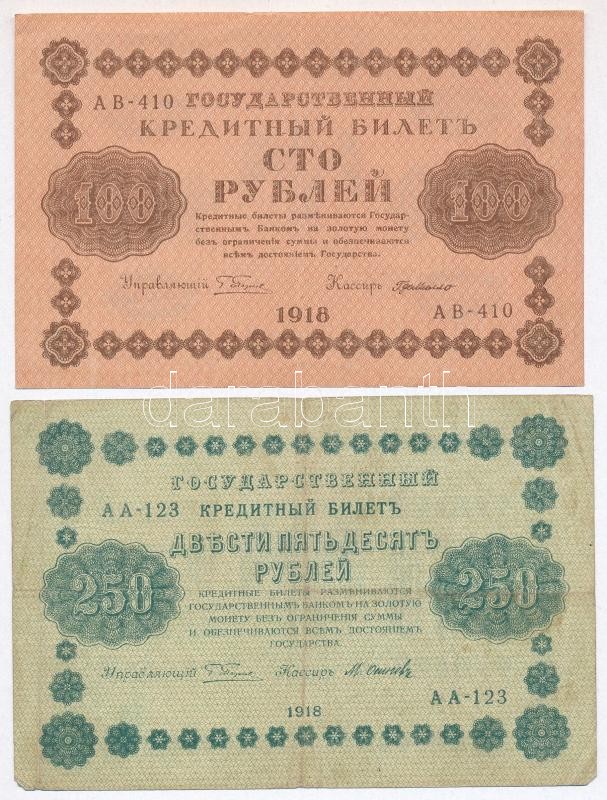 АВ-410 ГОСУДАРСТВЕННЫЙ
КРЕДИТНЫЙ БИЛЕТЪ
СТО
100 РУБЛЕЙ 100
Кредитные билеты размѣниваются Государ-
ственнымъ Банкомъ на золотую монету
безъ ограниченія суммы и обезпечиваются
всѣмъ достояніемъ Государства.
Управляющій Кассиръ
1918
АВ-410
darabanth
ГОСУДАРСТВЕННЫЙ
АА-123 КРЕДИТНЫЙ БИЛЕТЪ
ДВѢСТИ ПЯТЬДЕСЯТЪ
РУБЛЕЙ
250 250
КРЕДИТНЫЕ БИЛЕТЫ РАЗМѢНИВАЮТСЯ
ГОСУДАРСТВЕННЫМЪ БАНКОМЪ НА ЗОЛОТУЮ
МОНЕТУ БЕЗЪ ОГРАНИЧЕНІЯ СУММЫ
И ОБЕЗПЕЧИВАЮТСЯ ВСѢМЪ ДОСТОЯНІЕМЪ
ГОСУДАРСТВА.
Управляющій Кассиръ
АА-123
1918